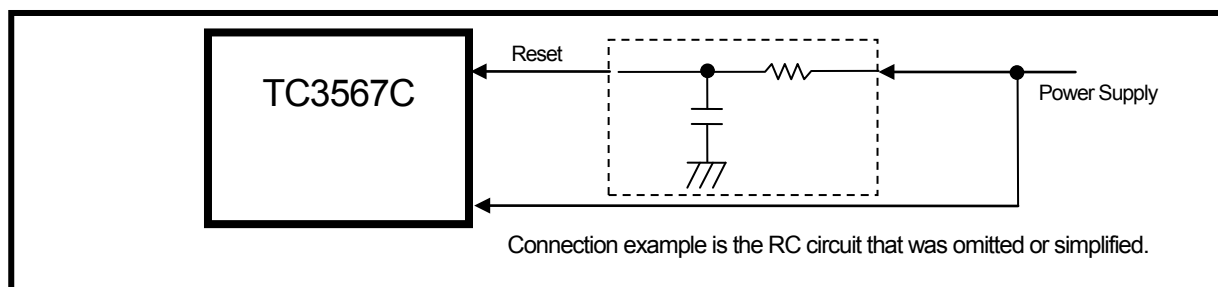 Reset
TC3567C
Power Supply
Connection example is the RC circuit that was omitted or simplified.